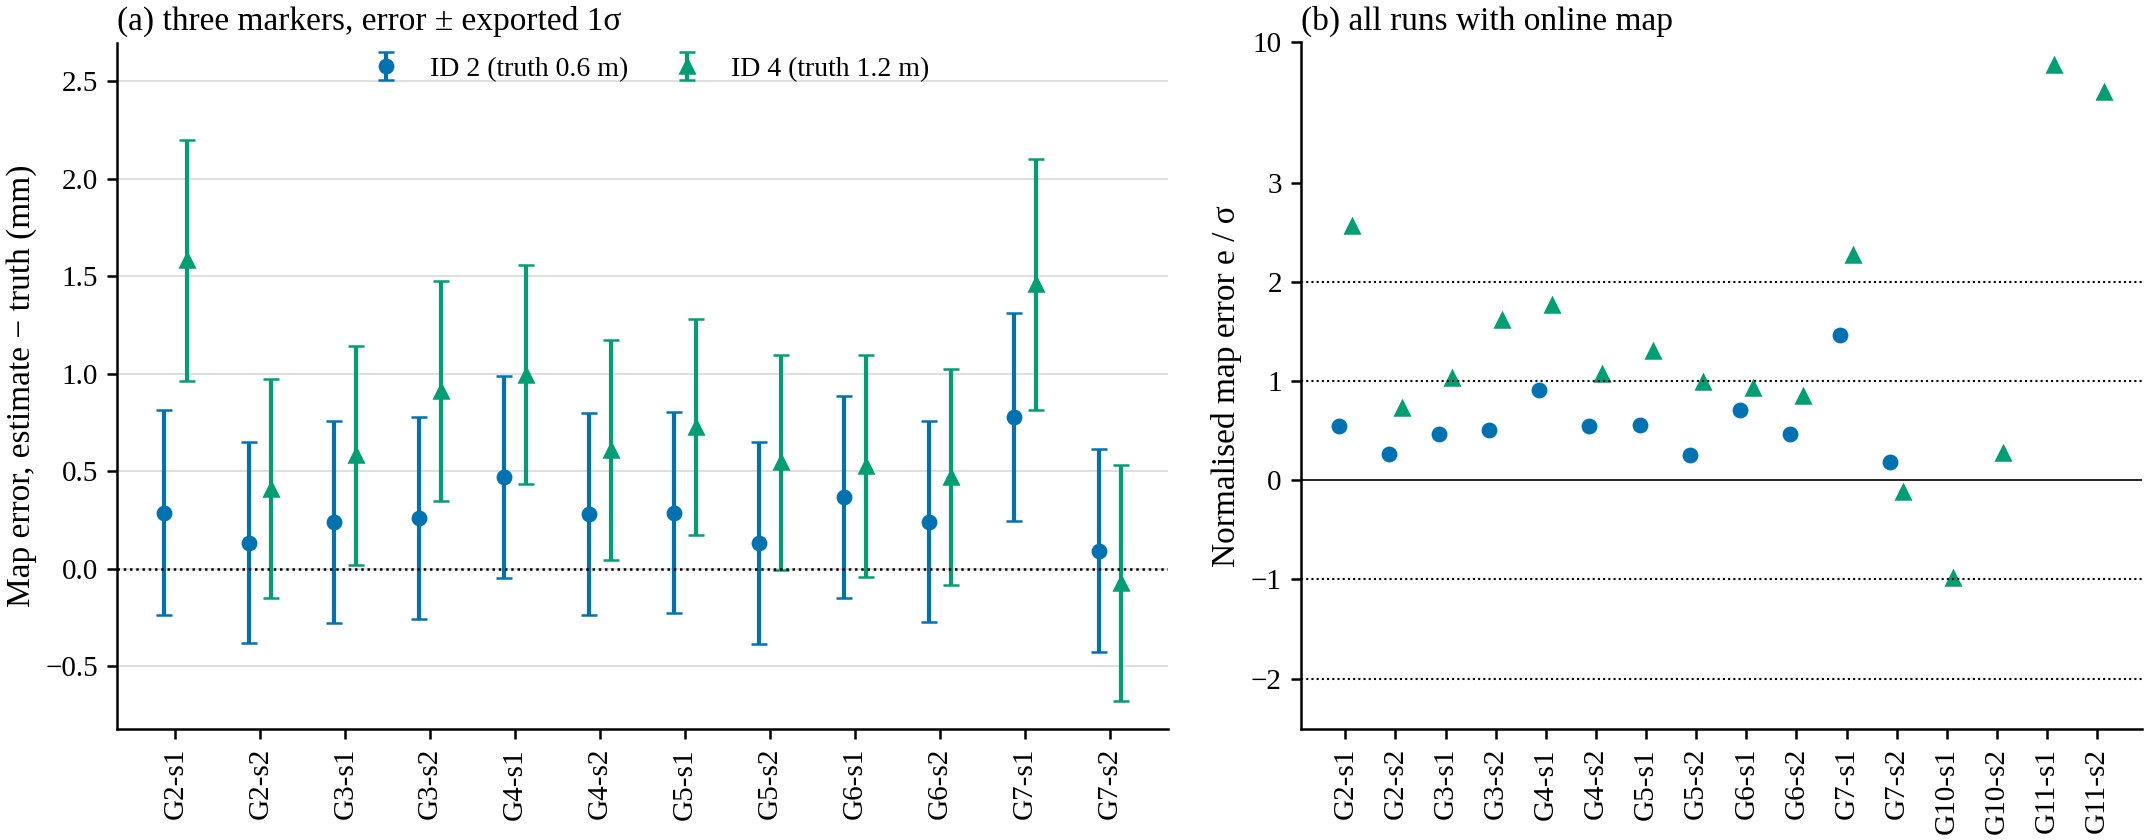 (a) three markers, error ± exported 1σ
ID 2 (truth 0.6 m)
ID 4 (truth 1.2 m)
Map error, estimate − truth (mm)
2.5
2.0
1.5
1.0
0.5
0.0
−0.5
G2-s1
G2-s2
G3-s1
G3-s2
G4-s1
G4-s2
G5-s1
G5-s2
G6-s1
G6-s2
G7-s1
G7-s2
(b) all runs with online map
Normalised map error e / σ
10
3
2
1
0
−1
−2
G2-s1
G2-s2
G3-s1
G3-s2
G4-s1
G4-s2
G5-s1
G5-s2
G6-s1
G6-s2
G7-s1
G7-s2
G10-s1
G10-s2
G11-s1
G11-s2